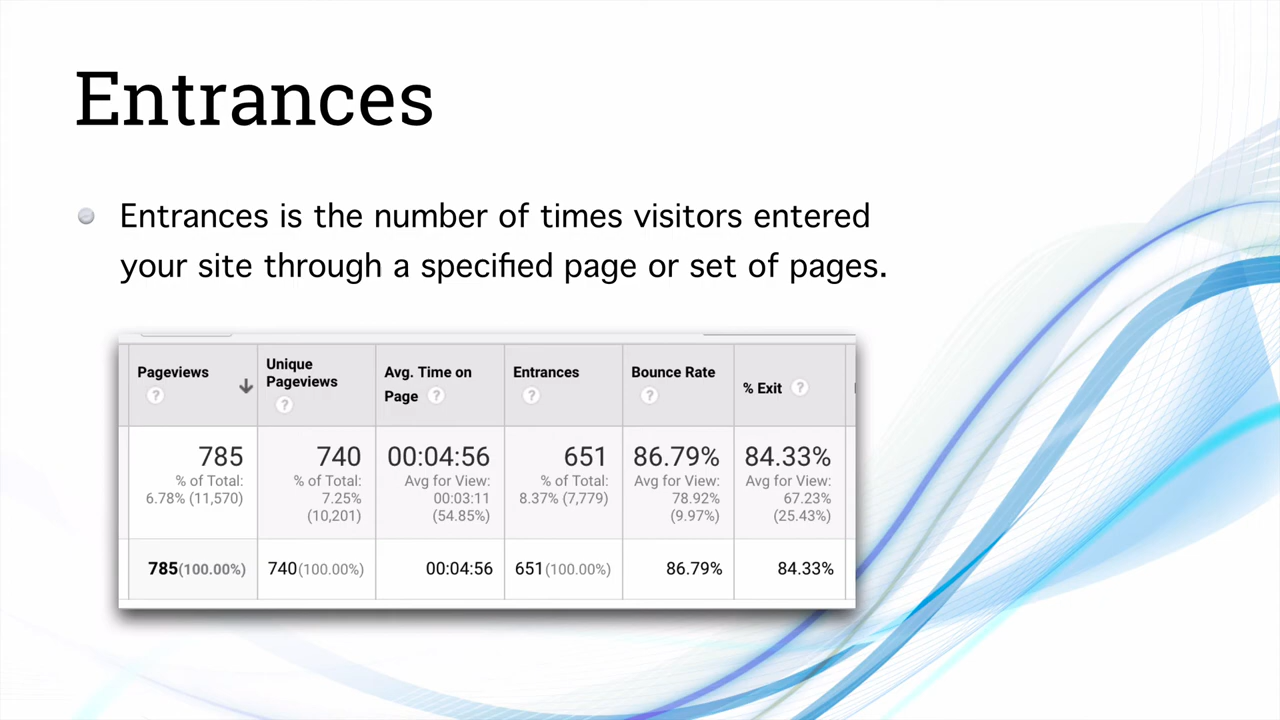 Entrances
Entrances is the number of times visitors entered
your site through a specified page or set of pages.
Pageviews
?
Unique
Pageviews
?
Avg. Time on
Page ?
Entrances
?
Bounce Rate
?
% Exit ?
785
% of Total:
6.78% (11,570)
740
% of Total:
7.25%
(10,201)
00:04:56
Avg for View:
00:03:11
(54.85%)
651
% of Total:
8.37% (7,779)
86.79%
Avg for View:
78.92%
(9.97%)
84.33%
Avg for View:
67.23%
(25.43%)
785(100.00%)
740(100.00%)
00:04:56
651(100.00%)
86.79%
84.33%